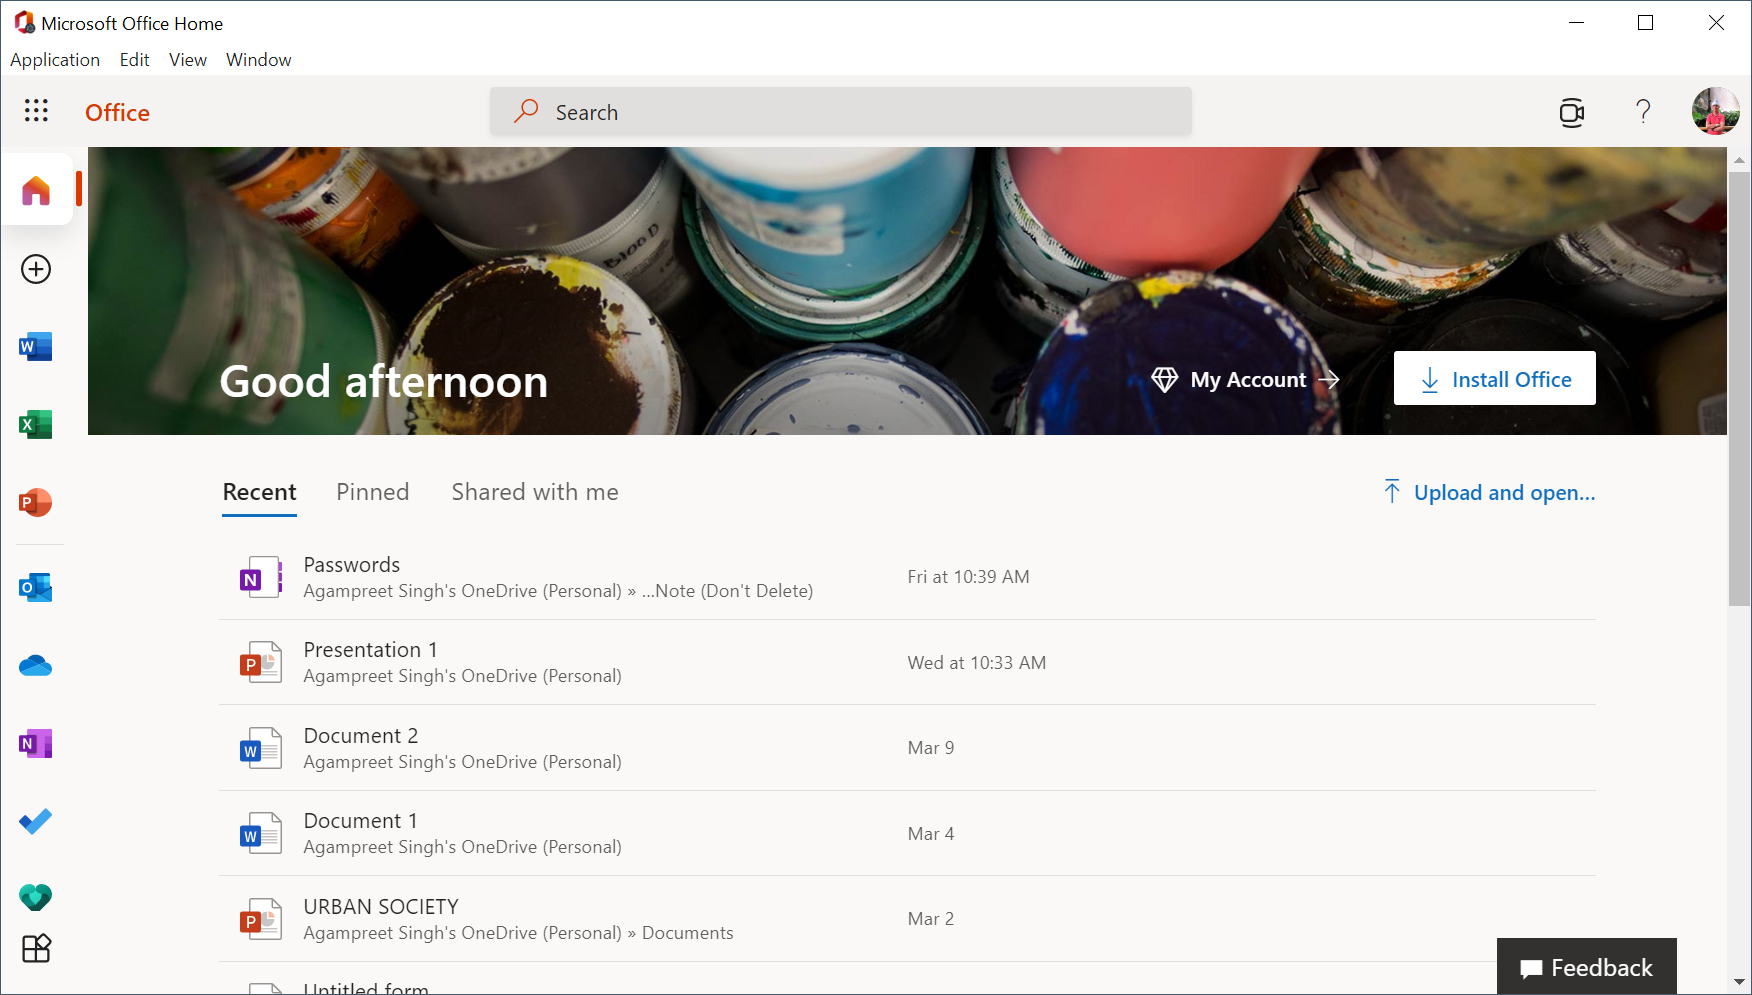 Microsoft Office Home
Application Edit View Window
Office
Search
B100 D
Good afternoon
My Account
Install Office
Recent Pinned Shared with me
Upload and open...
Passwords
Agampreet Singh's OneDrive (Personal) » ...Note (Don't Delete)
Fri at 10:39 AM
Presentation 1
Agampreet Singh's OneDrive (Personal)
Wed at 10:33 AM
Document 2
Agampreet Singh's OneDrive (Personal)
Mar 9
Document 1
Agampreet Singh's OneDrive (Personal)
Mar 4
URBAN SOCIETY
Agampreet Singh's OneDrive (Personal) » Documents
Mar 2
Untitled form
Feedback